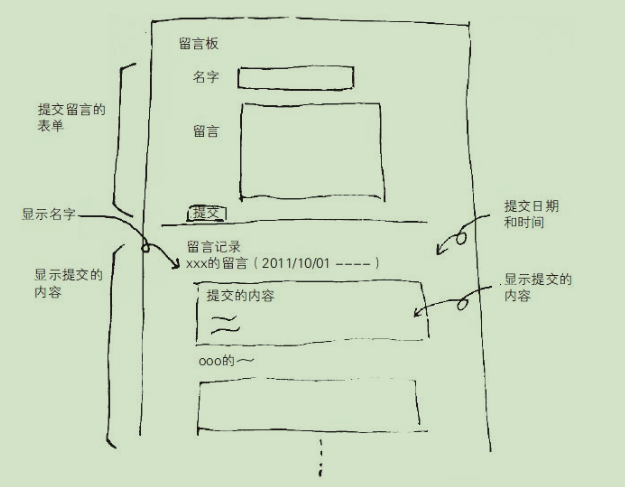 留言板
名字
提交留言的
表单
留言
提交
显示名字
提交日期
和时间
留言记录
xxx的留言（2011/10/01 ----）
显示提交的
内容
提交的内容
显示提交的
内容
ooo的～